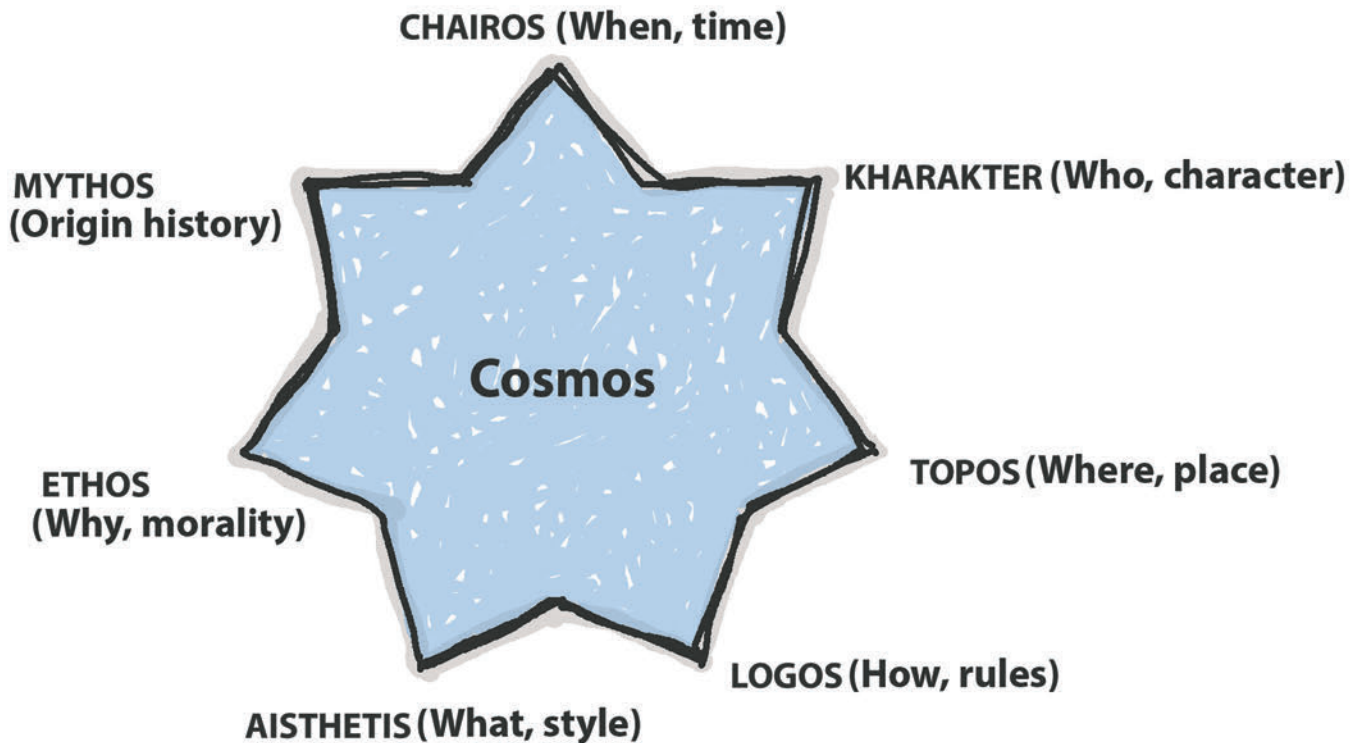 CHAIROS (When, time)
KHARAKTER (Who, character)
MYTHOS
(Origin history)
Cosmos
TOPOS (Where, place)
ETHOS
(Why, morality)
LOGOS (How, rules)
AISTHETIS (What, style)